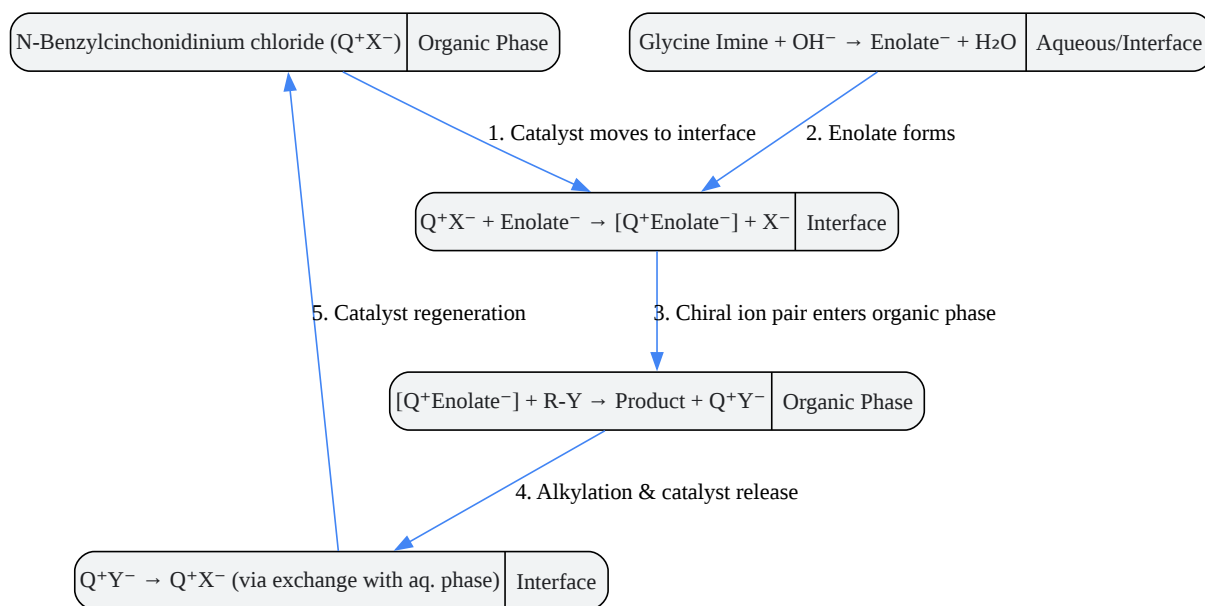 N-Benzylcinchonidinium chloride (Q⁺X⁻) Organic Phase
Glycine Imine + OH⁻ → Enolate⁻ + H₂O Aqueous/Interface
1. Catalyst moves to interface
2. Enolate forms
Q⁺X⁻ + Enolate⁻ → [Q⁺Enolate⁻] + X⁻ Interface
5. Catalyst regeneration
3. Chiral ion pair enters organic phase
[Q⁺Enolate⁻] + R-Y → Product + Q⁺Y⁻ Organic Phase
4. Alkylation & catalyst release
Q⁺Y⁻ → Q⁺X⁻ (via exchange with aq. phase) Interface